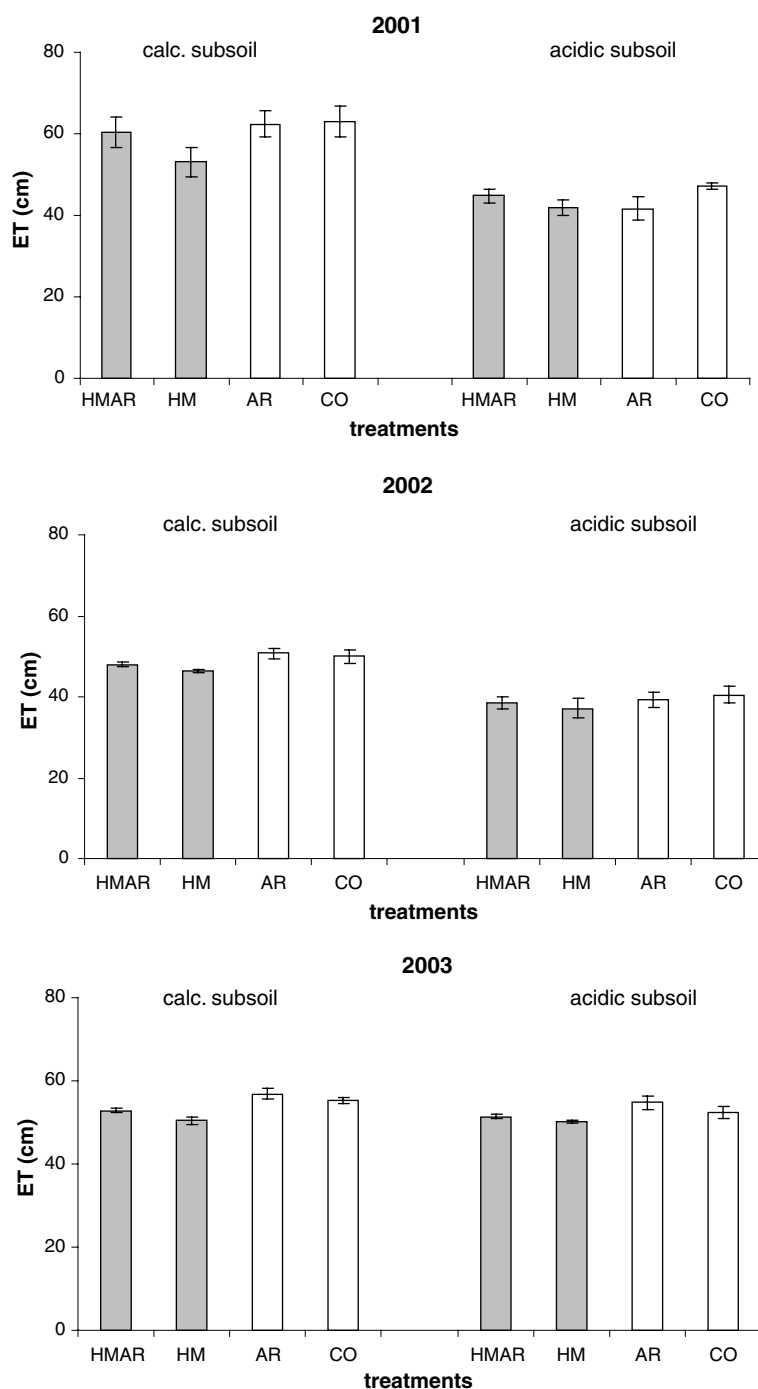 2001
calc. subsoil acidic subsoil
80
60
40
20
0
ET (cm)
HMAR HM AR CO HMAR HM AR CO
treatments
2002
calc. subsoil acidic subsoil
80
60
40
20
0
ET (cm)
HMAR HM AR CO HMAR HM AR CO
treatments
2003
calc. subsoil acidic subsoil
80
60
40
20
0
ET (cm)
HMAR HM AR CO HMAR HM AR CO
treatments